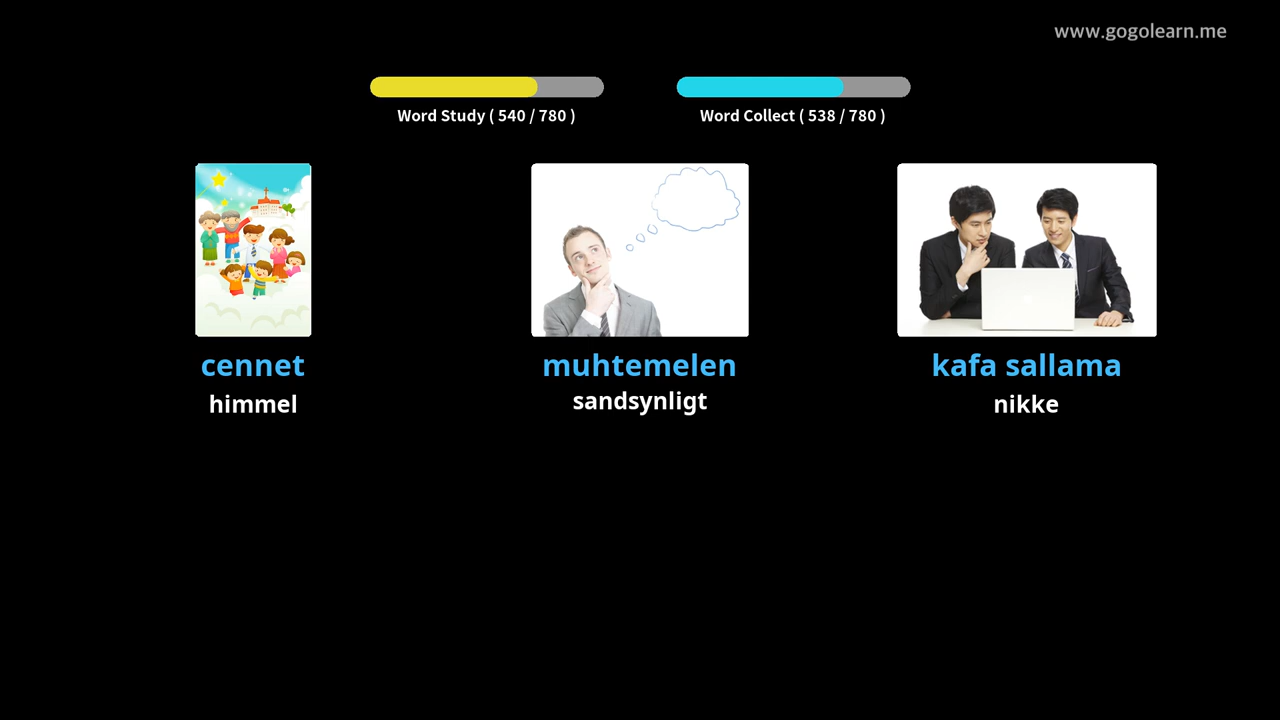 www.gogolearn.me
Word Study ( 540 / 780 )
Word Collect ( 538 / 780 )
cennet
himmel
muhtemelen
sandsynligt
kafa sallama
nikke